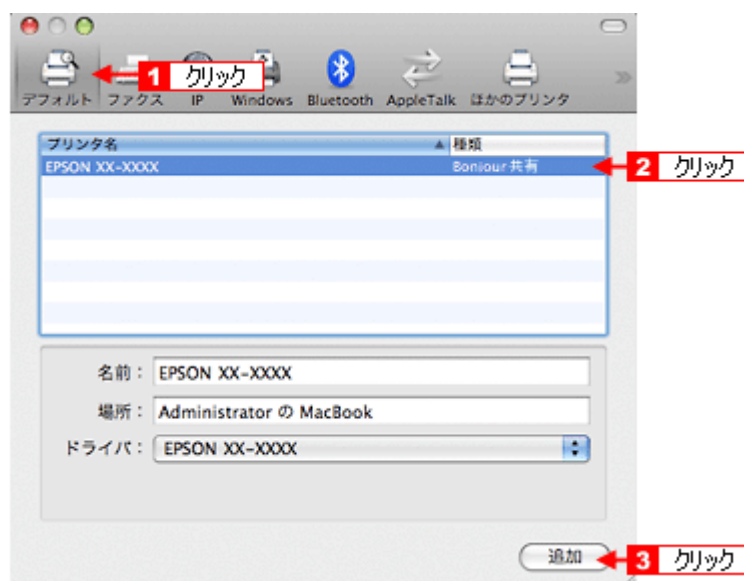 1 クリック
デフォルト ファクス IP Windows Bluetooth AppleTalk ほかのプリンタ
プリンタ名 種類
EPSON XX-XXXX Bonjour 共有
2 クリック
名前： EPSON XX-XXXX
場所： Administrator の MacBook
ドライバ： EPSON XX-XXXX
追加
3 クリック